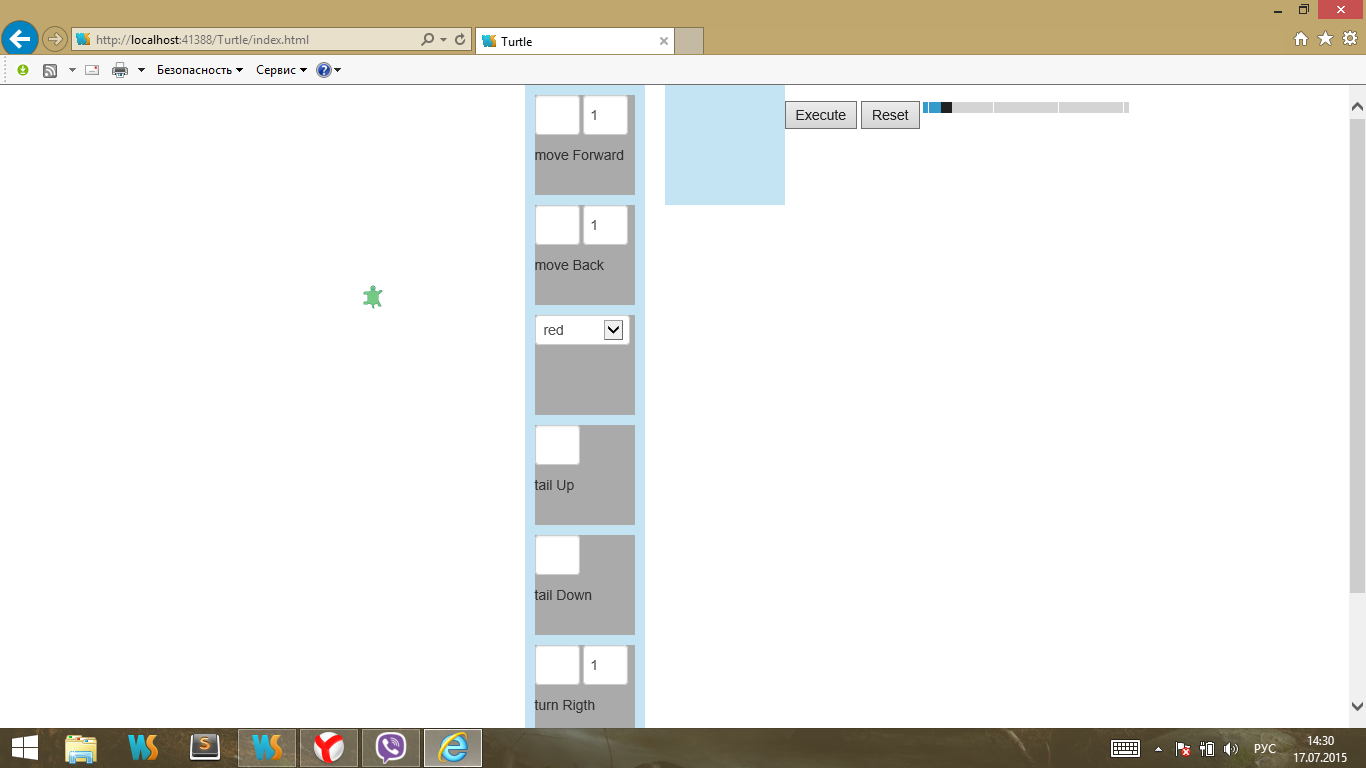 http://localhost:41388/Turtle/index.html
Turtle
Безопасность Сервис
1
move Forward
Execute Reset
1
move Back
red
tail Up
tail Down
1
turn Rigth
РУС
14:30
17.07.2015